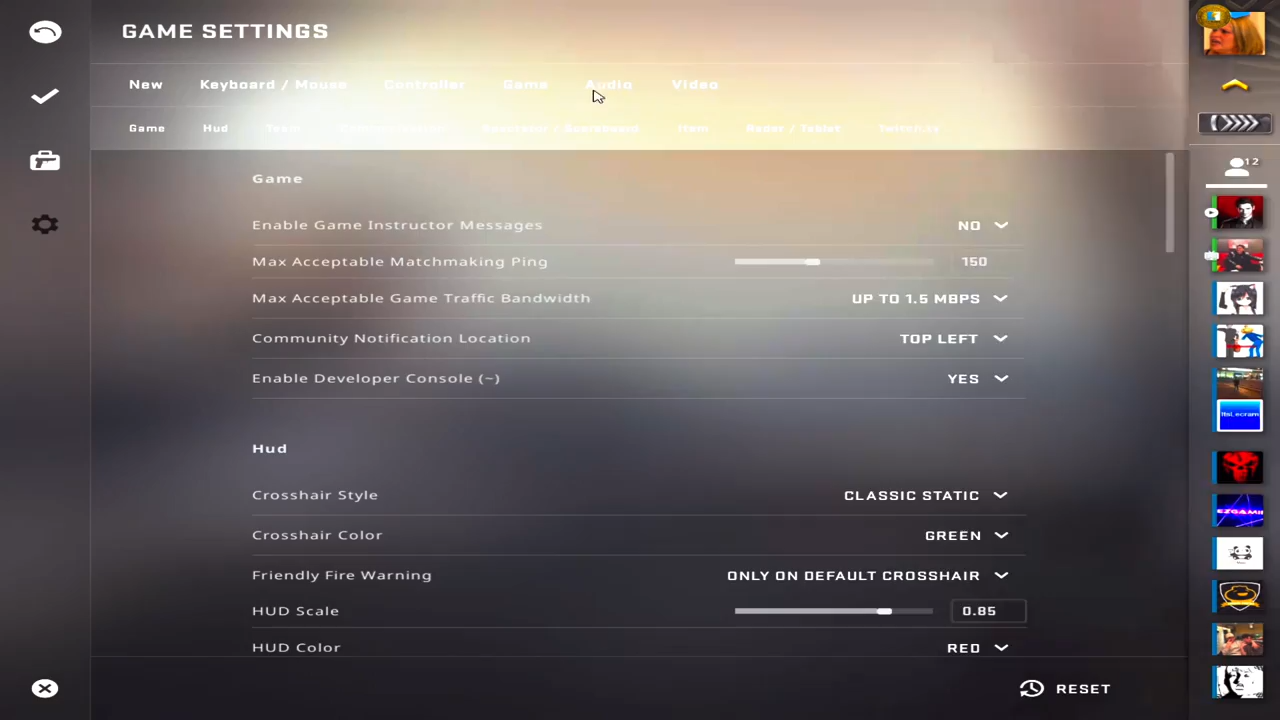 GAME SETTINGS
New Keyboard / Mouse Controller Game Audio Video
Game Hud Team Spectator / Scoreboard Item Radar / Tablet Twitch.tv
12
Game
Enable Game Instructor Messages NO
Max Acceptable Matchmaking Ping 150
Max Acceptable Game Traffic Bandwidth UP TO 1.5 MBPS
Community Notification Location TOP LEFT
Enable Developer Console (~) YES
Hud
Crosshair Style CLASSIC STATIC
Crosshair Color GREEN
Friendly Fire Warning ONLY ON DEFAULT CROSSHAIR
HUD Scale 0.85
HUD Color RED
RESET